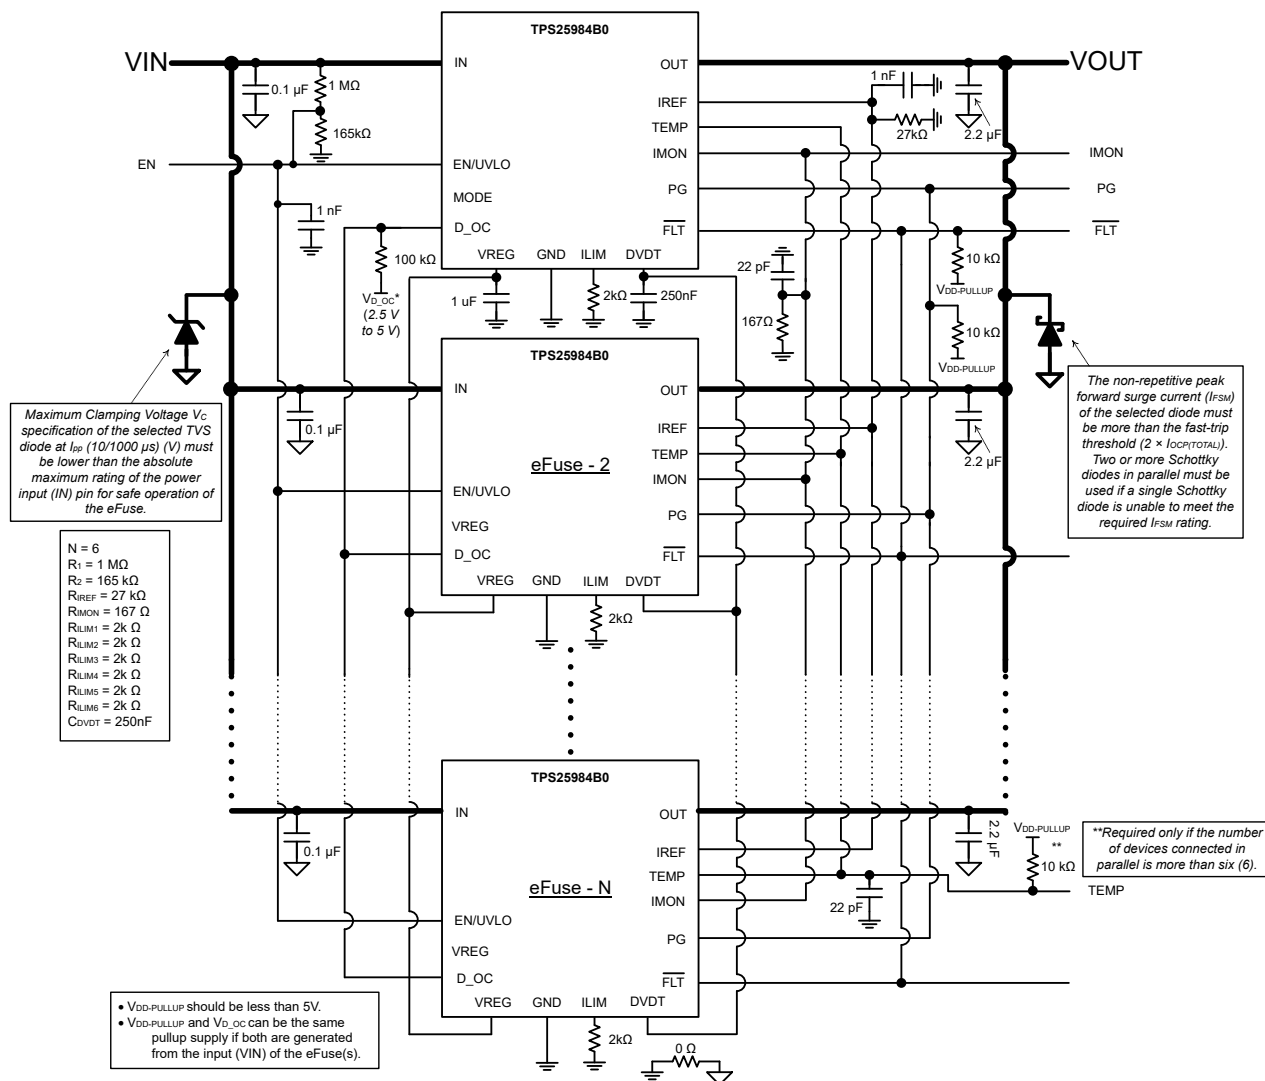 TPS25984B0
VIN
IN
OUT
VOUT
0.1 µF
1 MΩ
165kΩ
1 nF
27kΩ
2.2 µF
IREF
TEMP
IMON
IMON
EN
EN/UVLO
PG
PG
MODE
1 nF
D_OC
FLT
FLT
100 kΩ
VREG
GND
ILIM
DVDT
VD_OC*
(2.5 V
to 5 V)
1 uF
2kΩ
250nF
22 pF
167Ω
10 kΩ
VDD-PULLUP
10 kΩ
VDD-PULLUP
TPS25984B0
IN
OUT
0.1 µF
2.2 µF
IREF
eFuse - 2
TEMP
IMON
EN/UVLO
PG
VREG
D_OC
FLT
VREG
GND
ILIM
DVDT
2kΩ
Maximum Clamping Voltage VC
specification of the selected TVS
diode at Ipp (10/1000 µs) (V) must
be lower than the absolute
maximum rating of the power
input (IN) pin for safe operation of
the eFuse.
The non-repetitive peak
forward surge current (IFSM)
of the selected diode must
be more than the fast-trip
threshold (2 × IOCP(TOTAL)).
Two or more Schottky
diodes in parallel must be
used if a single Schottky
diode is unable to meet the
required IFSM rating.
N = 6
R1 = 1 MΩ
R2 = 165 kΩ
RIREF = 27 kΩ
RIMON = 167 Ω
RILIM1 = 2k Ω
RILIM2 = 2k Ω
RILIM3 = 2k Ω
RILIM4 = 2k Ω
RILIM5 = 2k Ω
RILIM6 = 2k Ω
CDVDT = 250nF
TPS25984B0
IN
OUT
0.1 µF
2.2 µF
IREF
eFuse - N
TEMP
IMON
EN/UVLO
22 pF
PG
VREG
D_OC
FLT
VREG
GND
ILIM
DVDT
2kΩ
0 Ω
VDD-PULLUP
**
10 kΩ
TEMP
**Required only if the number
of devices connected in
parallel is more than six (6).
• VDD-PULLUP should be less than 5V.
• VDD-PULLUP and VD_OC can be the same
pullup supply if both are generated
from the input (VIN) of the eFuse(s).